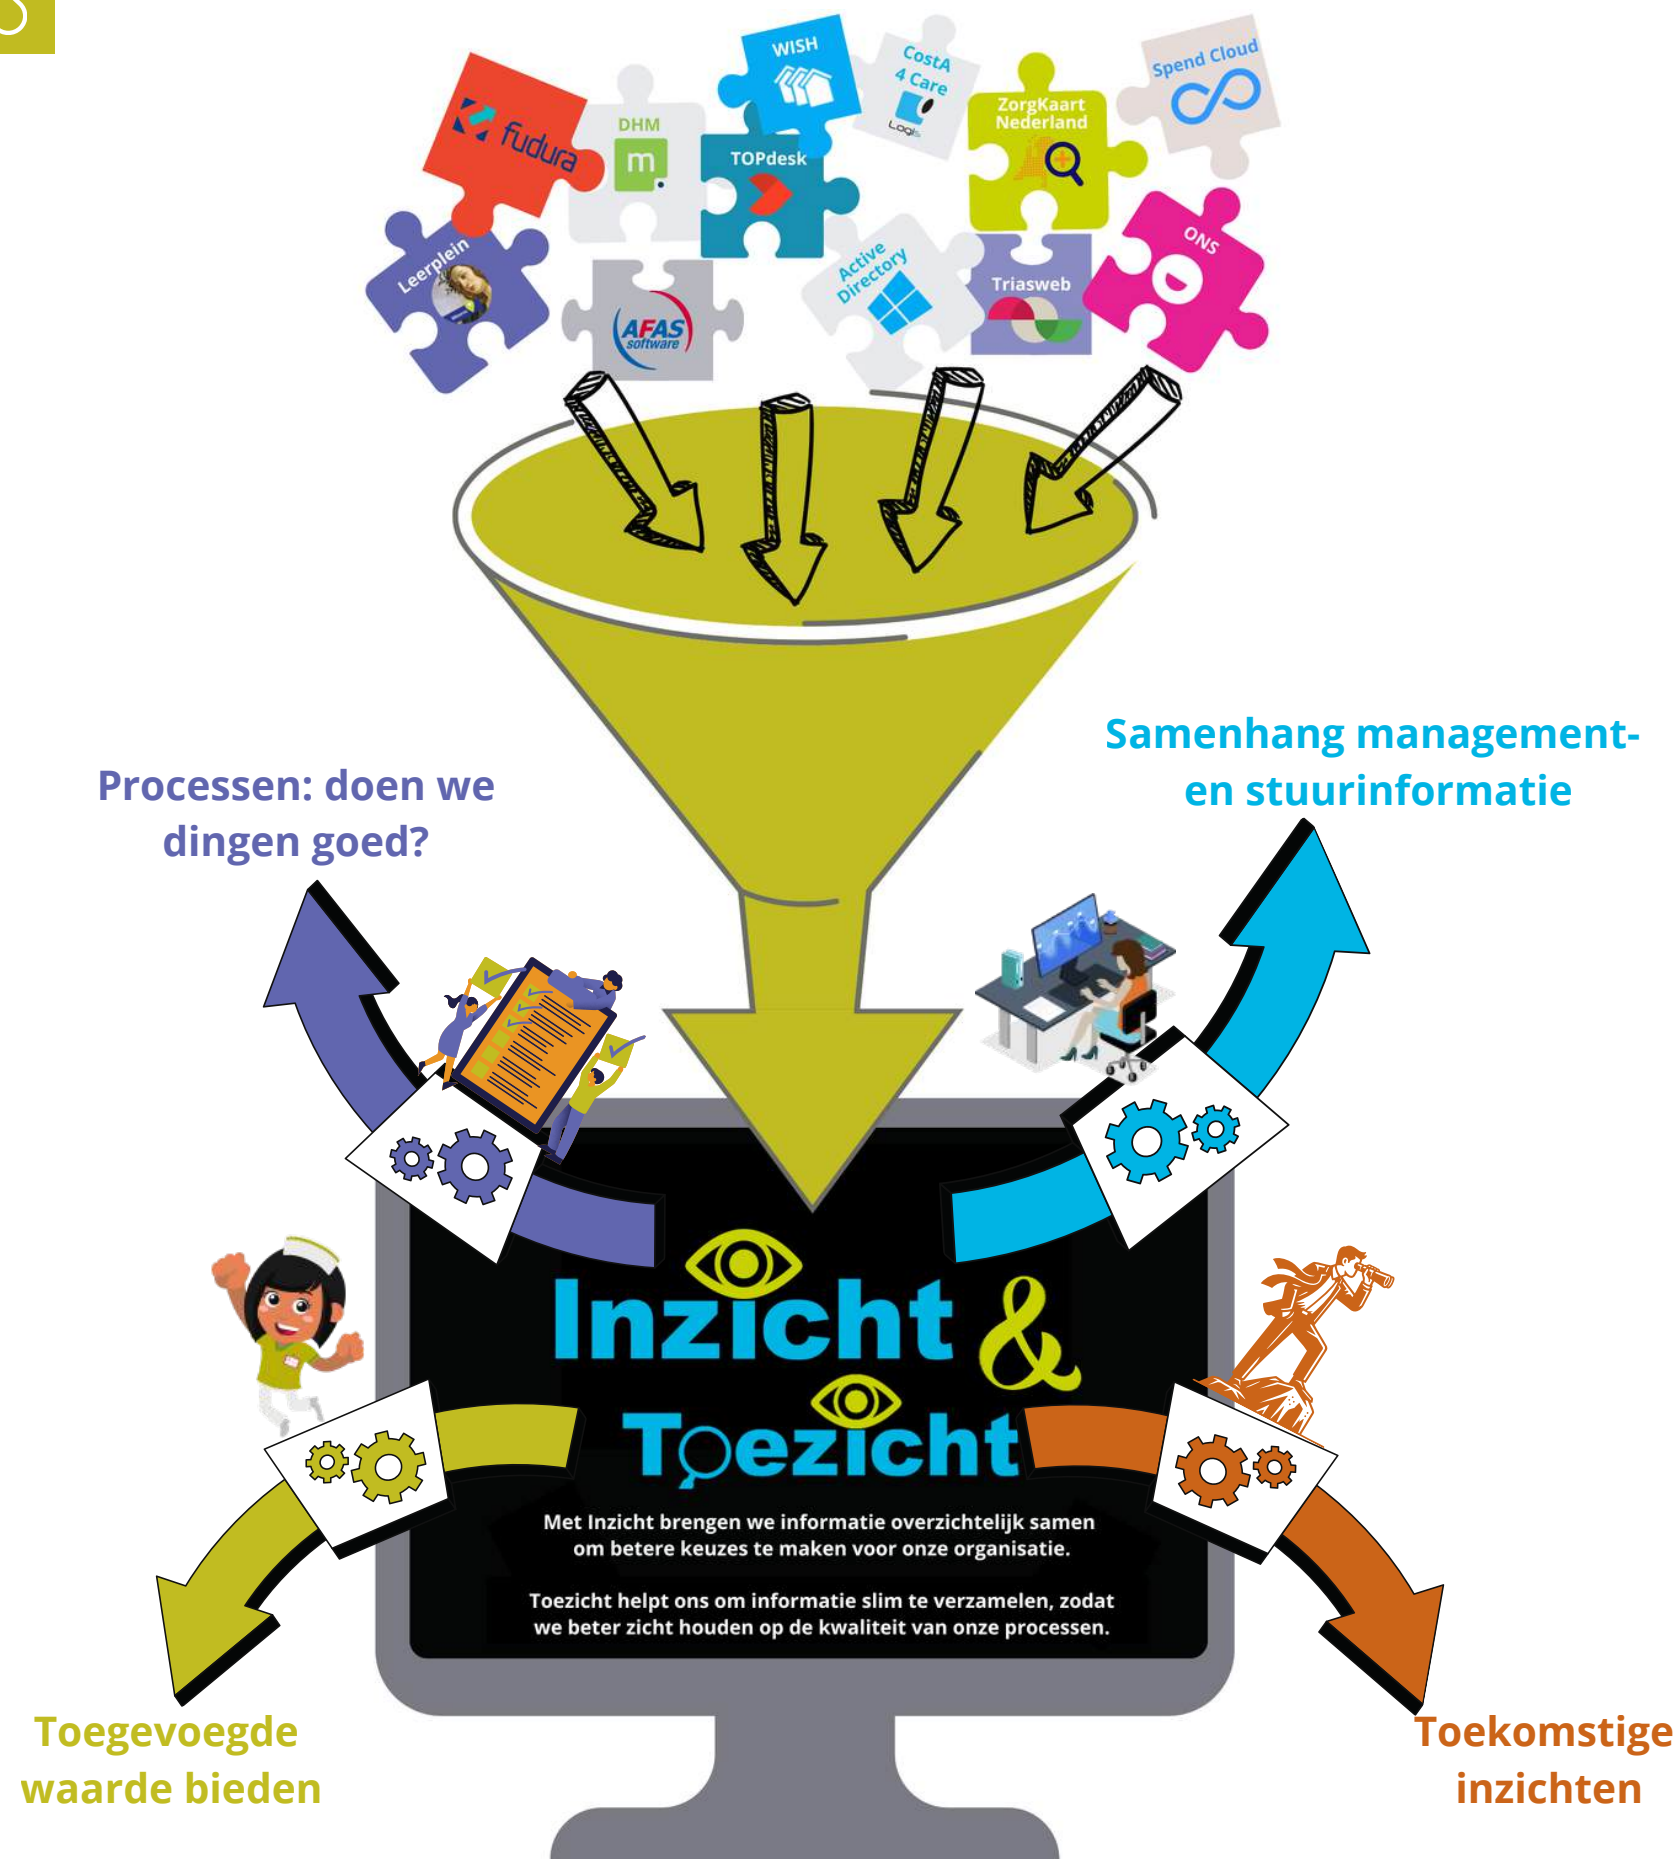 WISH
CostA
4 Care
Logis
Spend Cloud
fudura
DHM
m
TOPdesk
ZorgKaart
Nederland
Leerplein
AFAS
software
Active
Directory
Triasweb
ONS
Samenhang management-
en stuurinformatie
Processen: doen we
dingen goed?
Inzicht &
Toezicht
Met Inzicht brengen we informatie overzichtelijk samen
om betere keuzes te maken voor onze organisatie.
Toezicht helpt ons om informatie slim te verzamelen, zodat
we beter zicht houden op de kwaliteit van onze processen.
Toegevoegde
waarde bieden
Toekomstige
inzichten